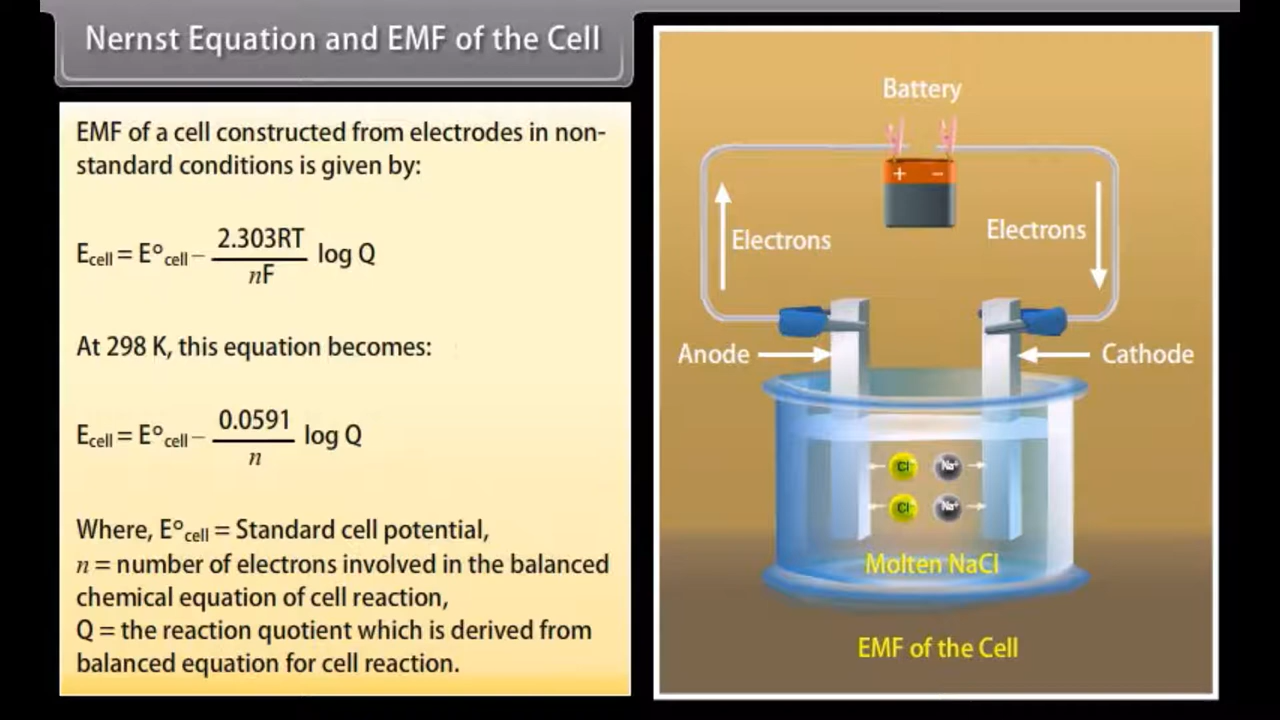 Nernst Equation and EMF of the Cell
EMF of a cell constructed from electrodes in non-
standard conditions is given by:
E_cell = E°_cell − 2.303RT/nF log Q
At 298 K, this equation becomes:
E_cell = E°_cell − 0.0591/n log Q
Where, E°_cell = Standard cell potential,
n = number of electrons involved in the balanced
chemical equation of cell reaction,
Q = the reaction quotient which is derived from
balanced equation for cell reaction.
Battery
+ −
Electrons
Electrons
Anode
Cathode
Cl⁻ Na⁺
Cl⁻ Na⁺
Molten NaCl
EMF of the Cell